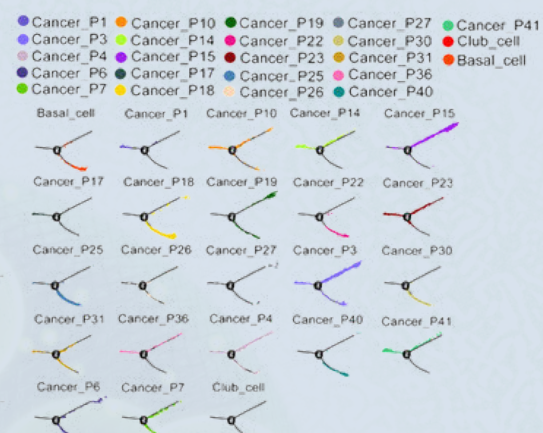 Cancer_P1 Cancer_P10 Cancer_P19 Cancer_P27 Cancer_P41
Cancer_P3 Cancer_P14 Cancer_P22 Cancer_P30 Club_cell
Cancer_P4 Cancer_P15 Cancer_P23 Cancer_P31 Basal_cell
Cancer_P6 Cancer_P17 Cancer_P25 Cancer_P36
Cancer_P7 Cancer_P18 Cancer_P26 Cancer_P40
Basal_cell Cancer_P1 Cancer_P10 Cancer_P14 Cancer_P15
Cancer_P17 Cancer_P18 Cancer_P19 Cancer_P22 Cancer_P23
Cancer_P25 Cancer_P26 Cancer_P27 Cancer_P3 Cancer_P30
Cancer_P31 Cancer_P36 Cancer_P4 Cancer_P40 Cancer_P41
Cancer_P6 Cancer_P7 Club_cell